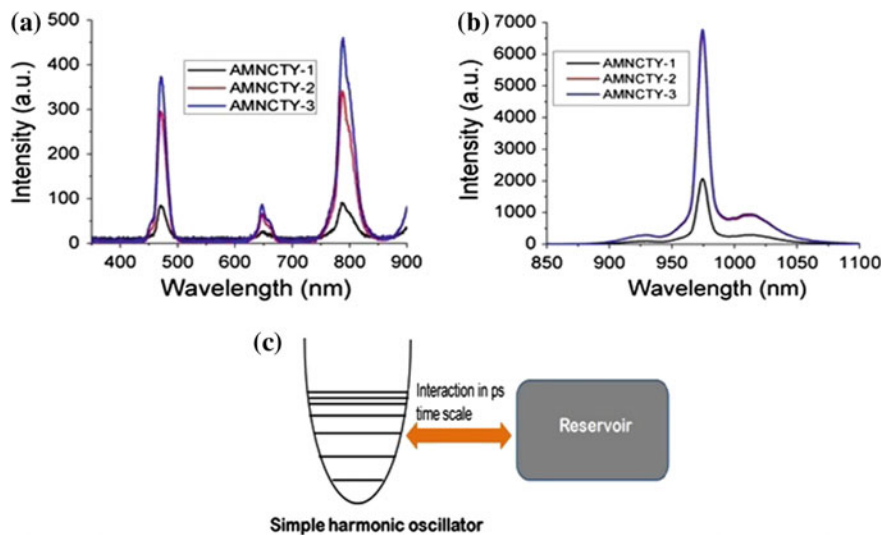 (a)
500
400
300
200
100
0
Intensity (a.u.)
AMNCTY-1
AMNCTY-2
AMNCTY-3
400 500 600 700 800 900
Wavelength (nm)
(b)
7000
6000
5000
4000
3000
2000
1000
0
Intensity (a.u.)
AMNCTY-1
AMNCTY-2
AMNCTY-3
850 900 950 1000 1050 1100
Wavelength (nm)
(c)
Interaction in ps
time scale
Reservoir
Simple harmonic oscillator